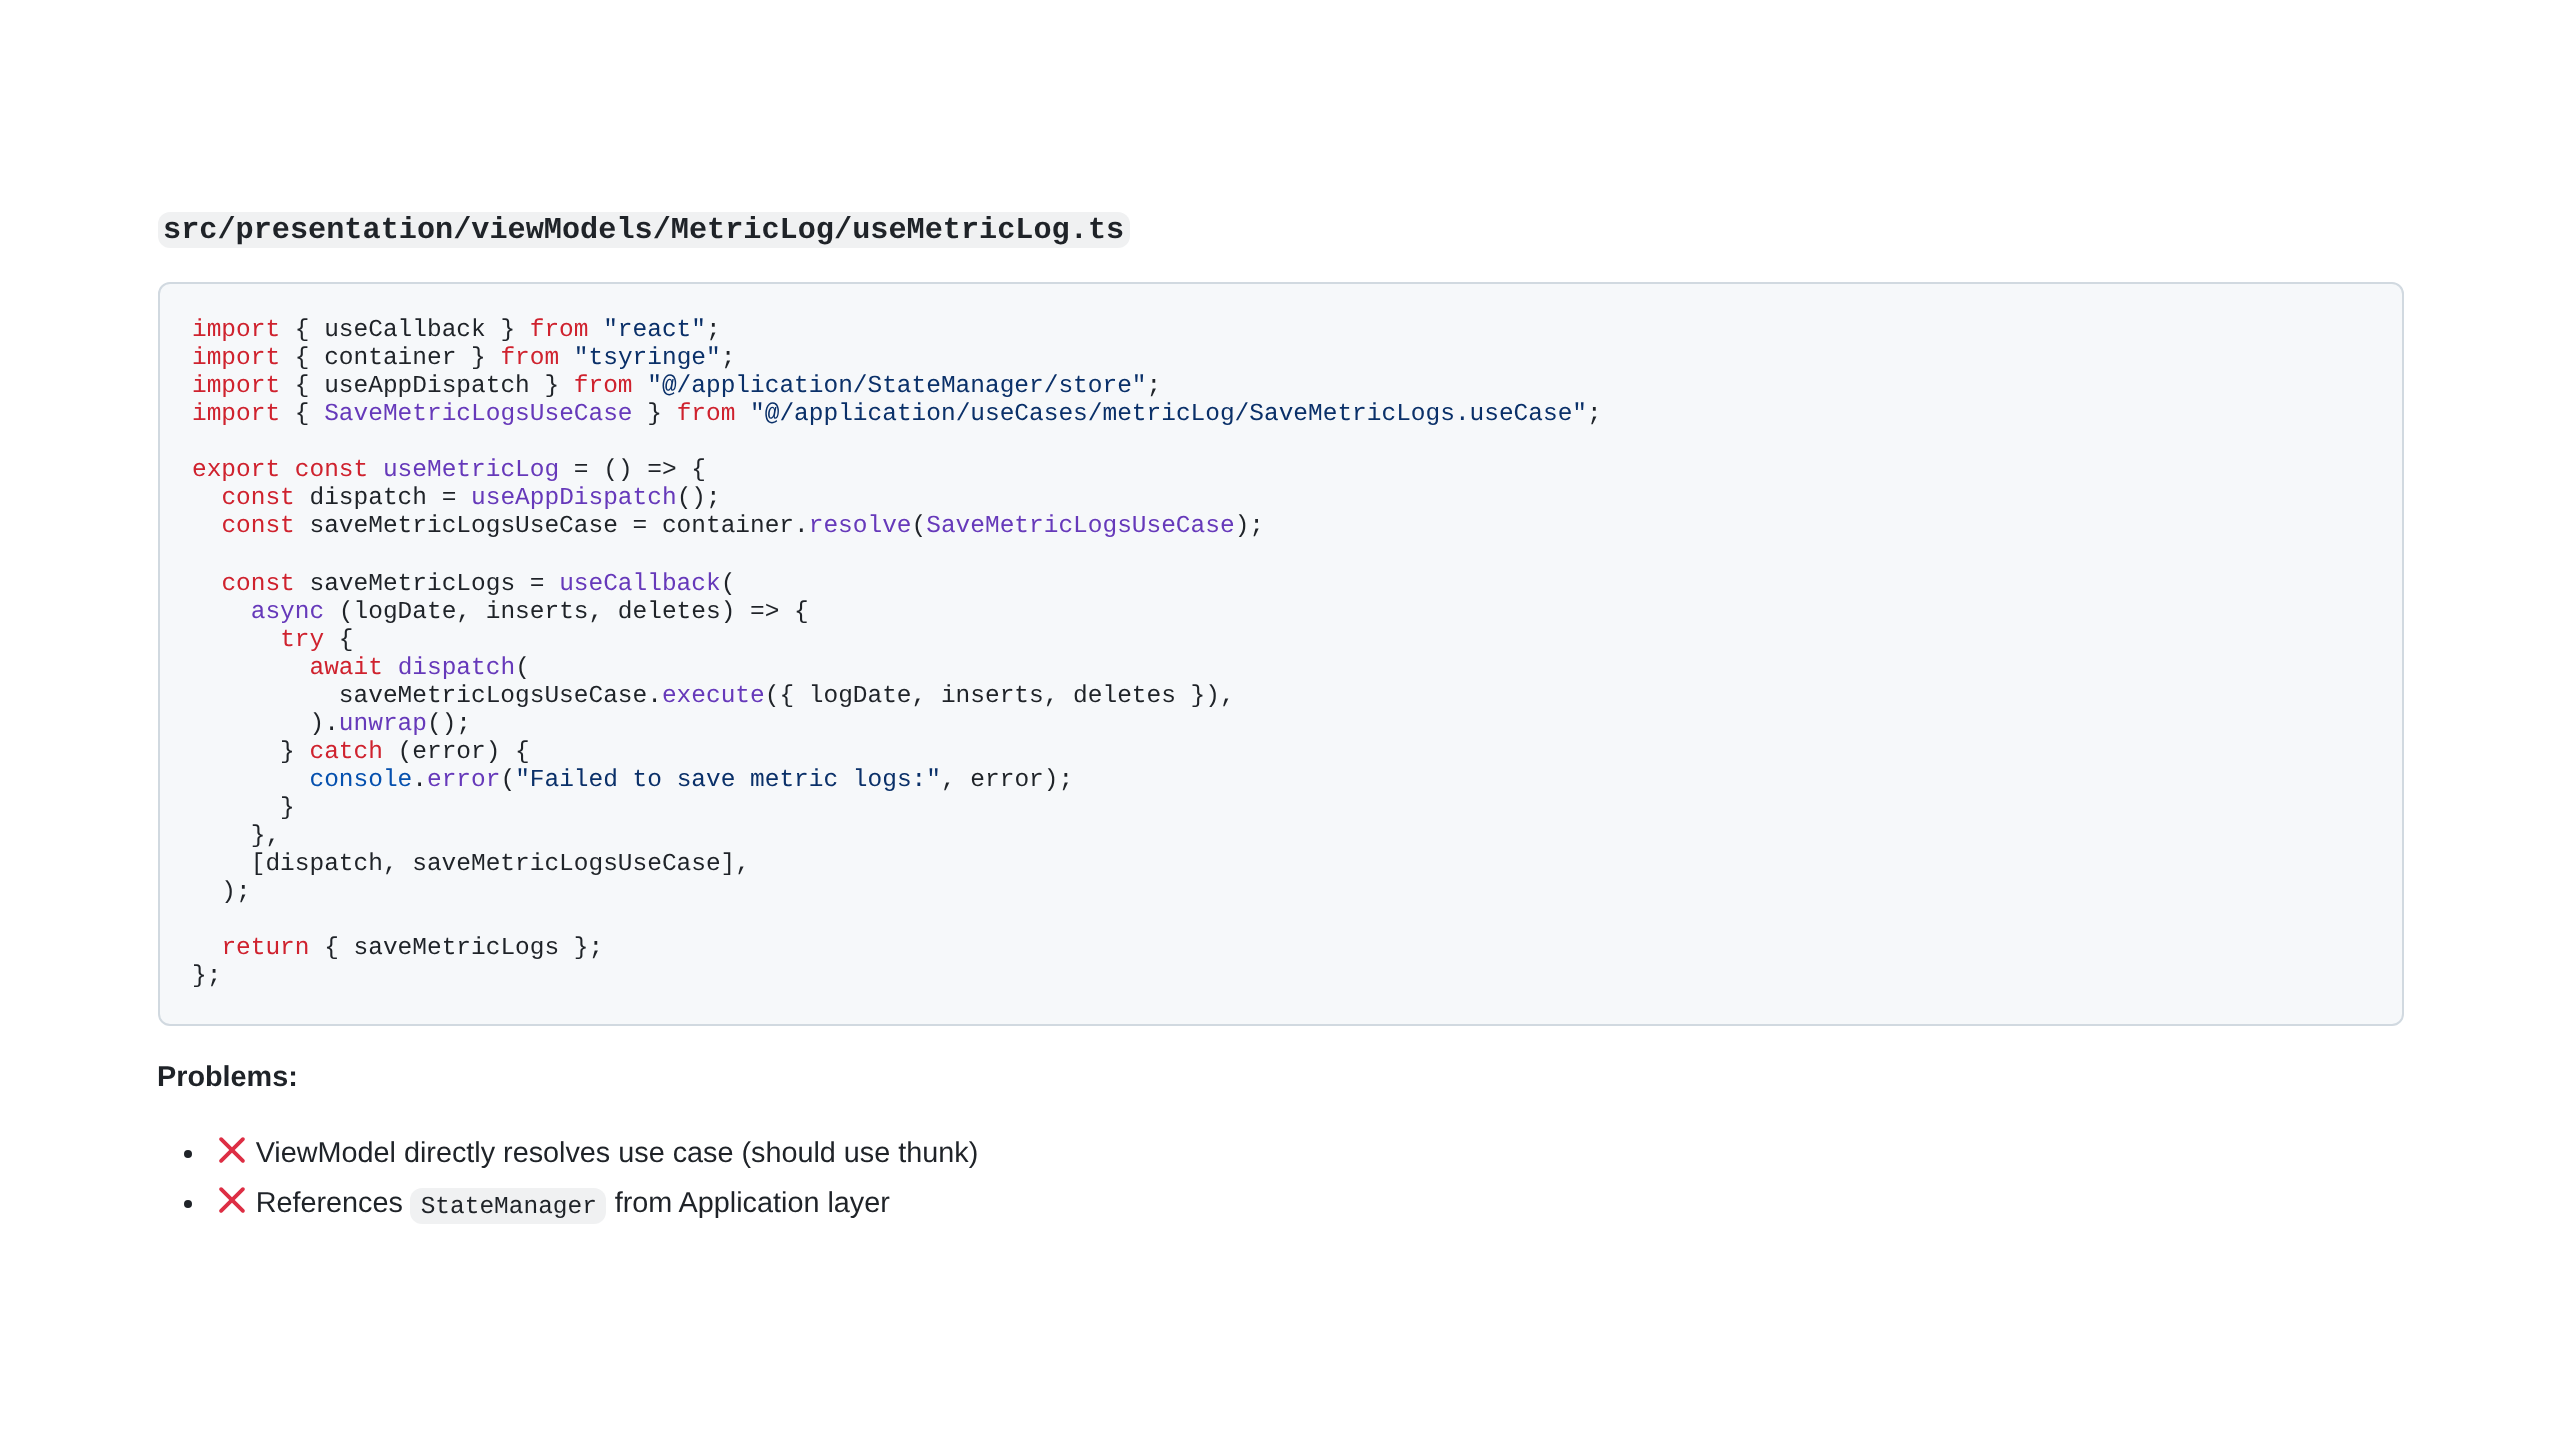 src/presentation/viewModels/MetricLog/useMetricLog.ts
import { useCallback } from "react";
import { container } from "tsyringe";
import { useAppDispatch } from "@/application/StateManager/store";
import { SaveMetricLogsUseCase } from "@/application/useCases/metricLog/SaveMetricLogs.useCase";

export const useMetricLog = () => {
  const dispatch = useAppDispatch();
  const saveMetricLogsUseCase = container.resolve(SaveMetricLogsUseCase);

  const saveMetricLogs = useCallback(
    async (logDate, inserts, deletes) => {
      try {
        await dispatch(
          saveMetricLogsUseCase.execute({ logDate, inserts, deletes }),
        ).unwrap();
      } catch (error) {
        console.error("Failed to save metric logs:", error);
      }
    },
    [dispatch, saveMetricLogsUseCase],
  );

  return { saveMetricLogs };
};
Problems:
• ❌ ViewModel directly resolves use case (should use thunk)
• ❌ References StateManager from Application layer